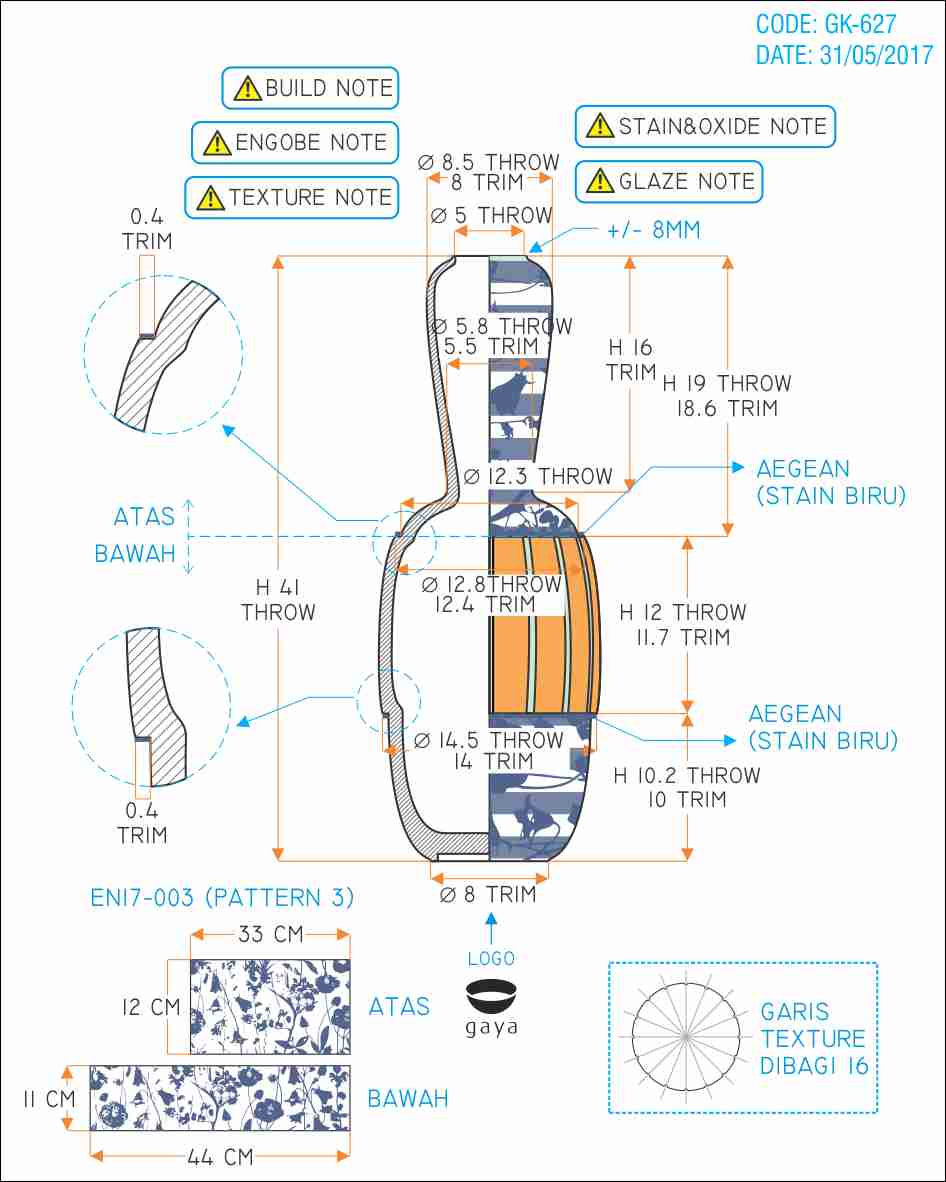 CODE: GK-627
DATE: 31/05/2017
BUILD NOTE
ENGOBE NOTE
TEXTURE NOTE
STAIN&OXIDE NOTE
GLAZE NOTE
Ø 8.5 THROW
8 TRIM
Ø 5 THROW
+/- 8MM
0.4
TRIM
Ø 5.8 THROW
5.5 TRIM
H 16
TRIM
H 19 THROW
18.6 TRIM
Ø 12.3 THROW
AEGEAN
(STAIN BIRU)
ATAS
BAWAH
H 41
THROW
Ø 12.8THROW
12.4 TRIM
H 12 THROW
11.7 TRIM
AEGEAN
(STAIN BIRU)
Ø 14.5 THROW
14 TRIM
H 10.2 THROW
10 TRIM
0.4
TRIM
Ø 8 TRIM
EN17-003 (PATTERN 3)
33 CM
12 CM
ATAS
11 CM
BAWAH
44 CM
LOGO
gaya
GARIS
TEXTURE
DIBAGI 16